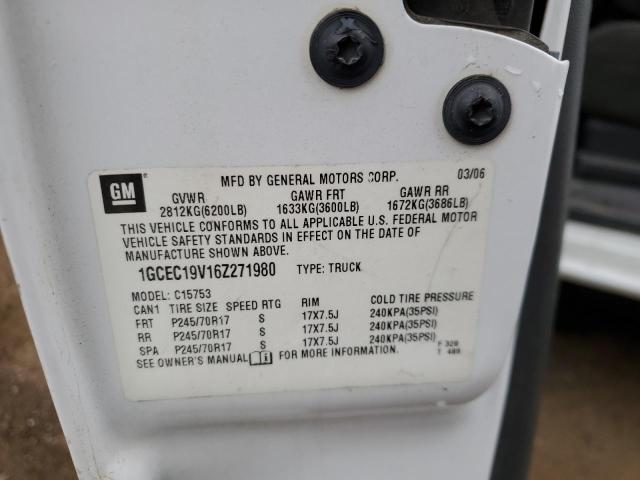 GM
MFD BY GENERAL MOTORS CORP. 03/06
GVWR GAWR FRT GAWR RR
2812KG(6200LB) 1633KG(3600LB) 1672KG(3686LB)
THIS VEHICLE CONFORMS TO ALL APPLICABLE U.S. FEDERAL MOTOR
VEHICLE SAFETY STANDARDS IN EFFECT ON THE DATE OF
MANUFACTURE SHOWN ABOVE.
1GCEC19V16Z271980 TYPE: TRUCK
MODEL: C15753
CAN1 TIRE SIZE SPEED RTG RIM COLD TIRE PRESSURE
FRT P245/70R17 S 17X7.5J 240KPA(35PSI)
RR P245/70R17 S 17X7.5J 240KPA(35PSI)
SPA P245/70R17 S 17X7.5J 240KPA(35PSI)
SEE OWNER'S MANUAL FOR MORE INFORMATION. F 328
T 489